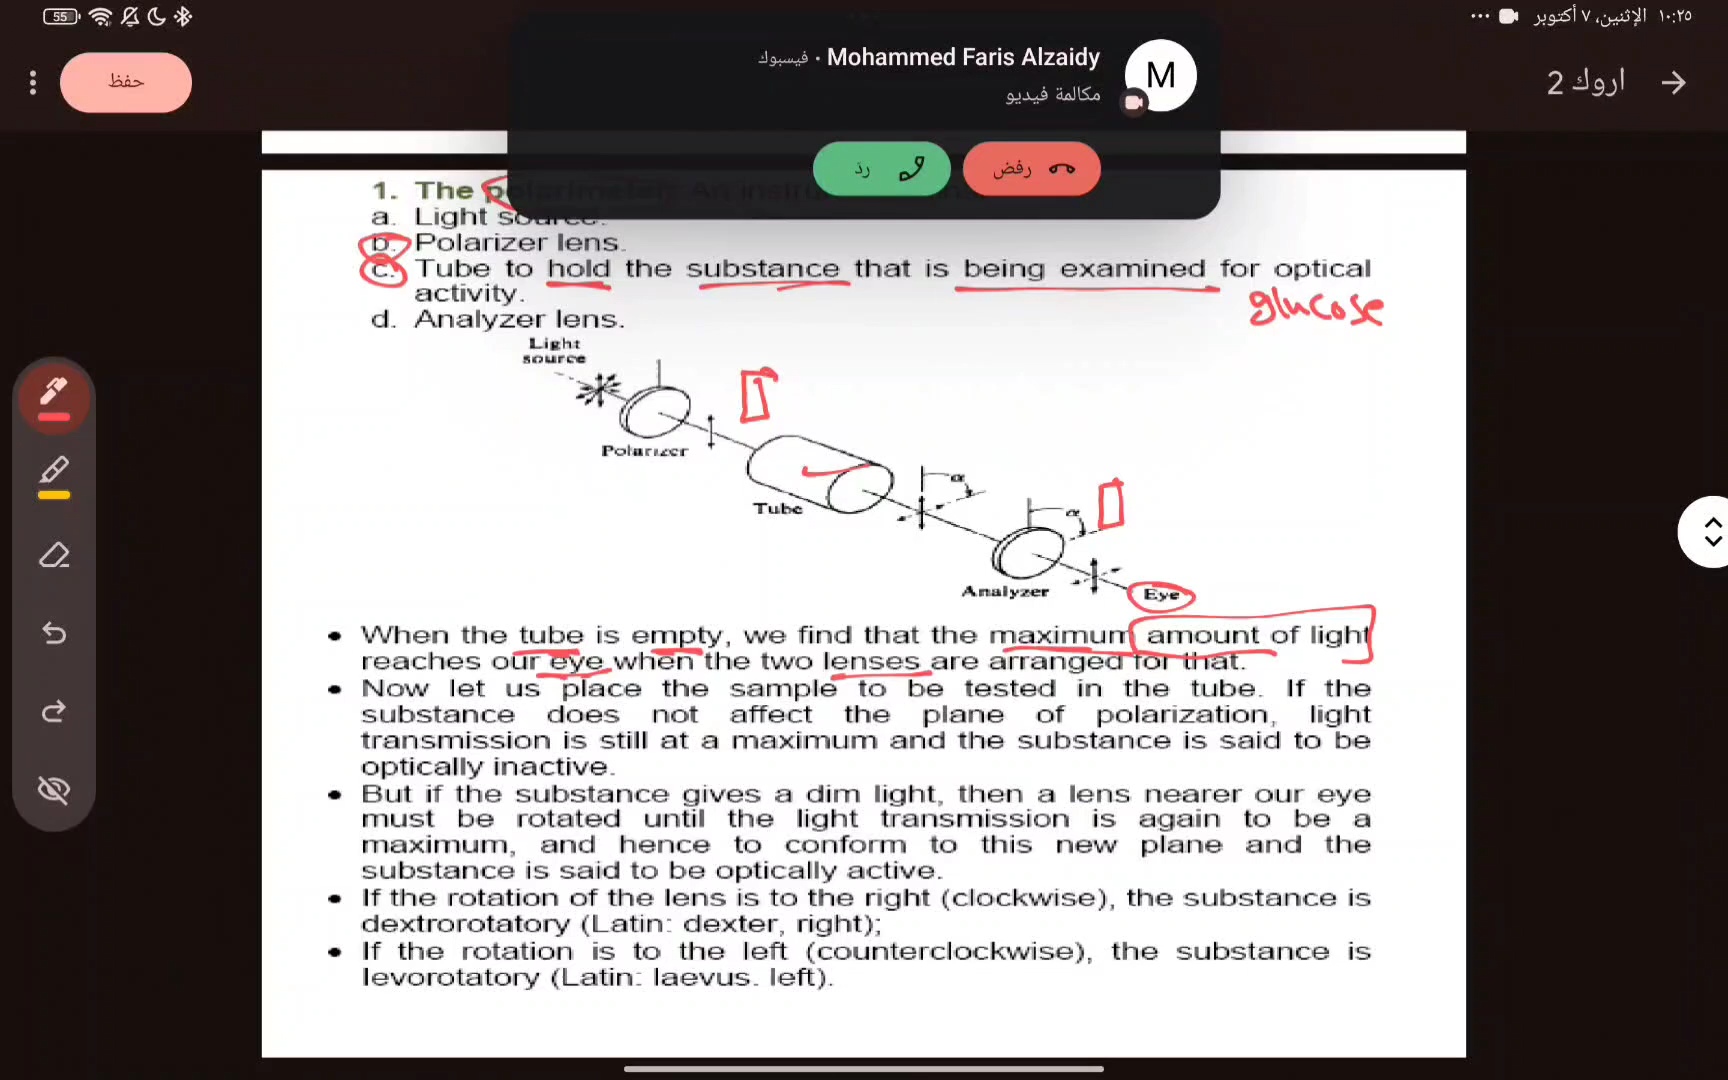 55
١٠:٢٥ الإثنين، ٧ أكتوبر
حفظ
اروك 2
M
Mohammed Faris Alzaidy • فيسبوك
مكالمة فيديو
ردّ
رفض
1. The
a. Light source.
b. Polarizer lens.
c. Tube to hold the substance that is being examined for optical
activity.
glucose
d. Analyzer lens.
Light
source
Polarizer
Tube
α
α
Analyzer
Eye
• When the tube is empty, we find that the maximum amount of light
reaches our eye when the two lenses are arranged for that.
• Now let us place the sample to be tested in the tube. If the
substance does not affect the plane of polarization, light
transmission is still at a maximum and the substance is said to be
optically inactive.
• But if the substance gives a dim light, then a lens nearer our eye
must be rotated until the light transmission is again to be a
maximum, and hence to conform to this new plane and the
substance is said to be optically active.
• If the rotation of the lens is to the right (clockwise), the substance is
dextrorotatory (Latin: dexter, right);
• If the rotation is to the left (counterclockwise), the substance is
levorotatory (Latin: laevus. left).